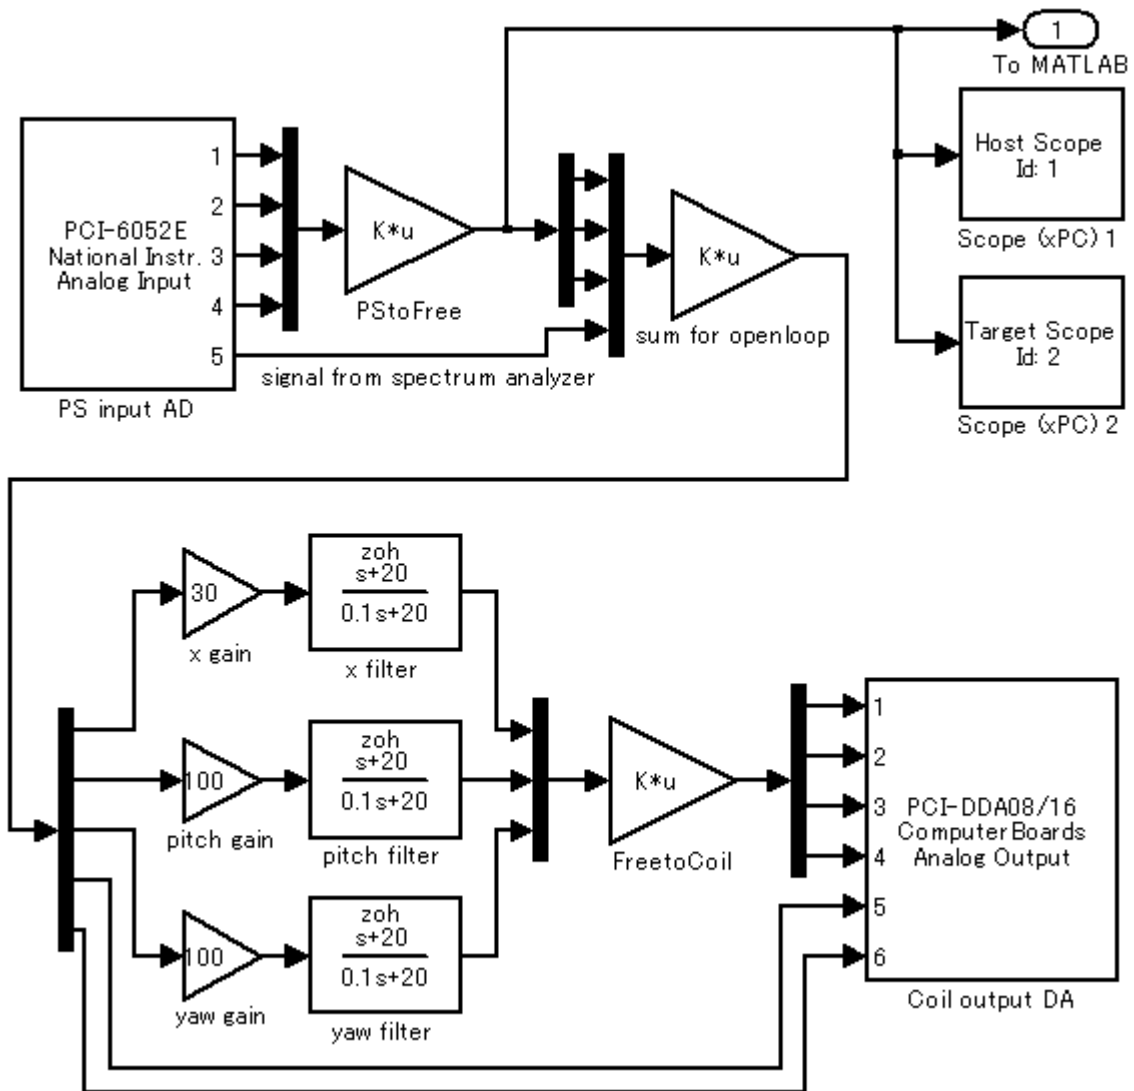 1
To MATLAB
PCI-6052E
National Instr.
Analog Input
1
2
3
4
5
PS input AD
K*u
PStoFree
signal from spectrum analyzer
K*u
sum for openloop
Host Scope
Id: 1
Scope (xPC) 1
Target Scope
Id: 2
Scope (xPC) 2
30
x gain
zoh
s+20
0.1s+20
x filter
100
pitch gain
zoh
s+20
0.1s+20
pitch filter
100
yaw gain
zoh
s+20
0.1s+20
yaw filter
K*u
FreetoCoil
1
2
3
4
5
6
PCI-DDA08/16
ComputerBoards
Analog Output
Coil output DA